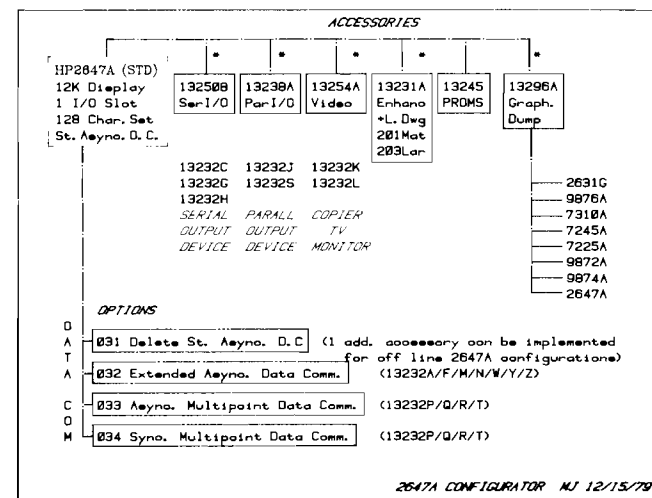 ACCESSORIES
HP2647A (STD)
12K Display
1 I/O Slot
128 Char. Set
St. Async. D.C.
* * * *
13250B
Ser I/O
13238A
Par I/O
13254A
Video
13231A
Enhanc
+L. Dwg
201Mat
203Lar
13245
PROMS
13296A
Graph.
Dump
13232C 13232J 13232K
13232G 13232S 13232L
13232H
SERIAL PARALL COPIER
OUTPUT OUTPUT TV
DEVICE DEVICE MONITOR
2631G
9876A
7310A
7245A
7225A
9872A
9874A
2647A
OPTIONS
DATA COM
031 Delete St. Async. D.C (1 add. accessory can be implemented
for off line 2647A configurations)
032 Extended Async. Data Comm. (13232A/F/M/N/W/Y/Z)
033 Async. Multipoint Data Comm. (13232P/Q/R/T)
034 Sync. Multipoint Data Comm. (13232P/Q/R/T)
2647A CONFIGURATOR MJ 12/15/79